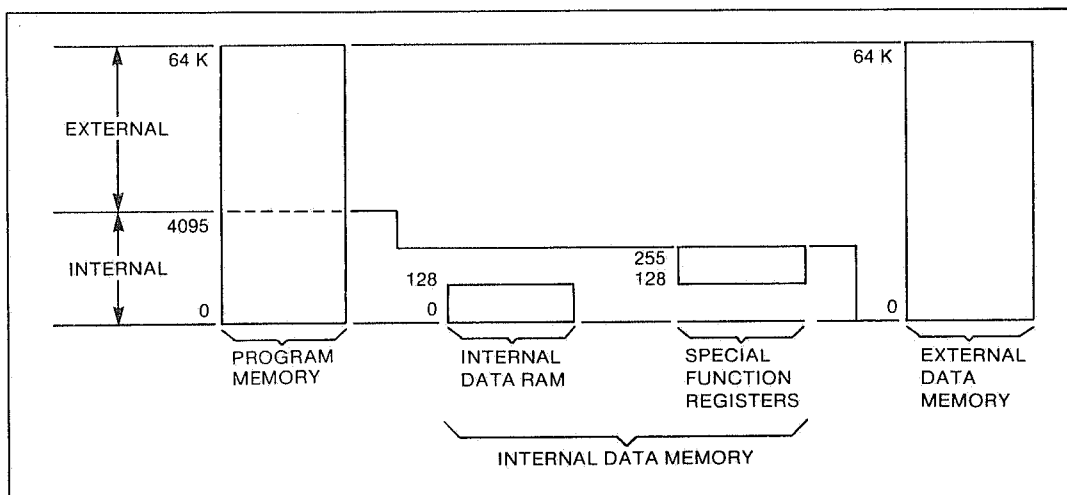 64 K
64 K
EXTERNAL
4095
INTERNAL
255
128
128
0
0
0
PROGRAM
MEMORY
INTERNAL
DATA RAM
SPECIAL
FUNCTION
REGISTERS
EXTERNAL
DATA
MEMORY
INTERNAL DATA MEMORY